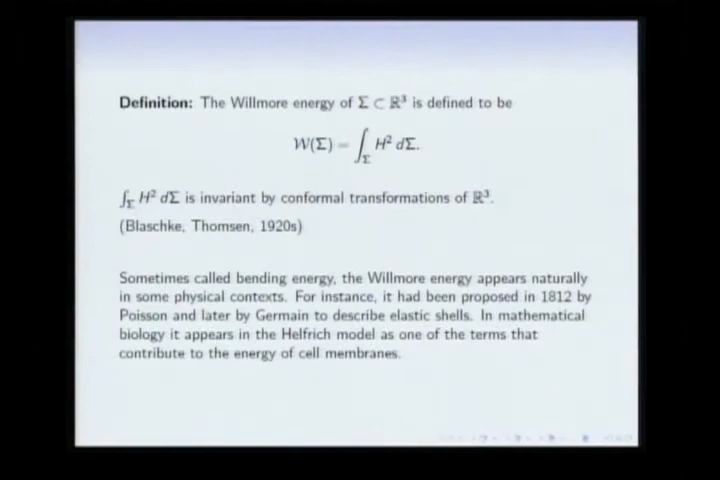 Definition: The Willmore energy of Σ ⊂ ℝ³ is defined to be
W(Σ) = ∫_Σ H² dΣ.
∫_Σ H² dΣ is invariant by conformal transformations of ℝ³.
(Blaschke, Thomsen, 1920s)
Sometimes called bending energy, the Willmore energy appears naturally
in some physical contexts. For instance, it had been proposed in 1812 by
Poisson and later by Germain to describe elastic shells. In mathematical
biology it appears in the Helfrich model as one of the terms that
contribute to the energy of cell membranes.